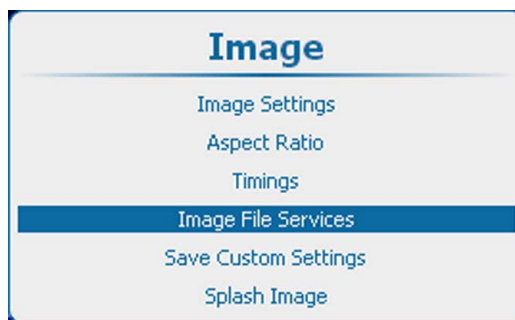 Image
Image Settings
Aspect Ratio
Timings
Image File Services
Save Custom Settings
Splash Image